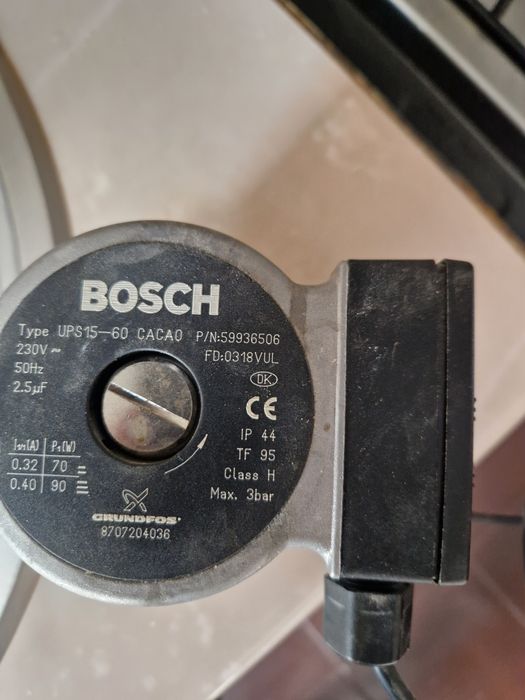 BOSCH
Type UPS15-60 CACAO P/N:59936506
230V~ FD:0318VUL
50Hz
2.5µF DK
CE
IP 44
TF 95
I1/1(A) P1(W) Class H
0.32 70 Max. 3bar
0.40 90
GRUNDFOS
8707204036